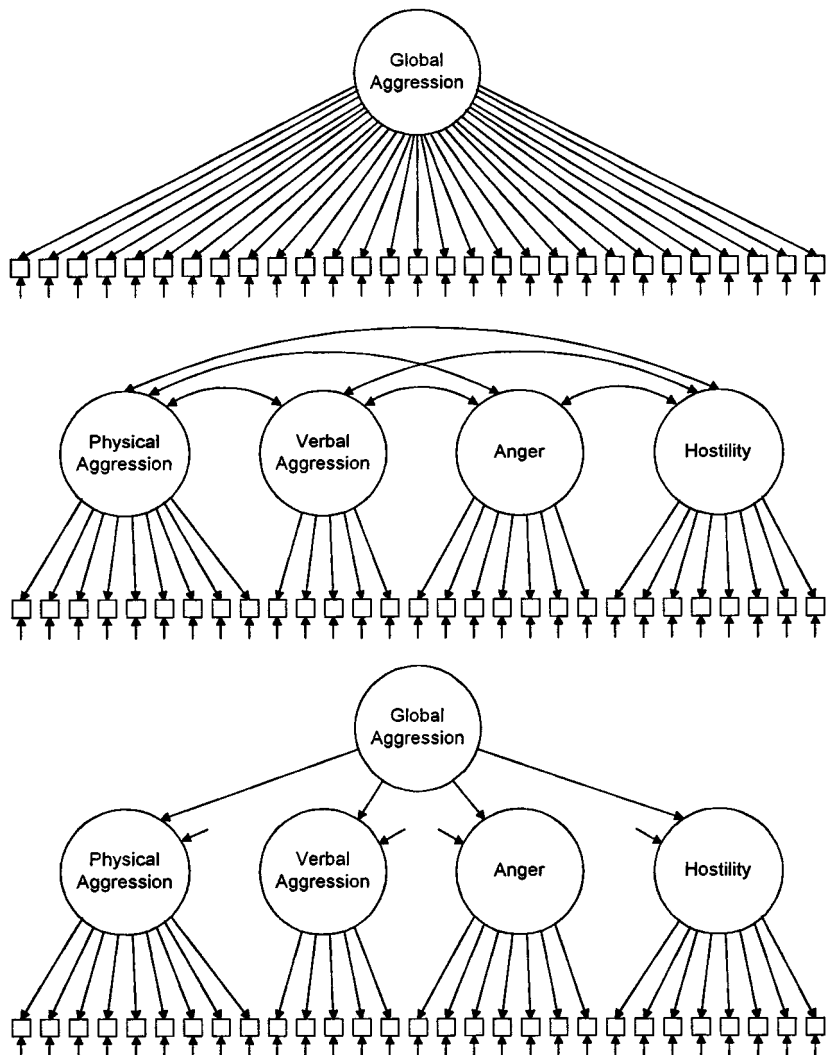 Global
Aggression
Physical
Aggression
Verbal
Aggression
Anger
Hostility
Global
Aggression
Physical
Aggression
Verbal
Aggression
Anger
Hostility